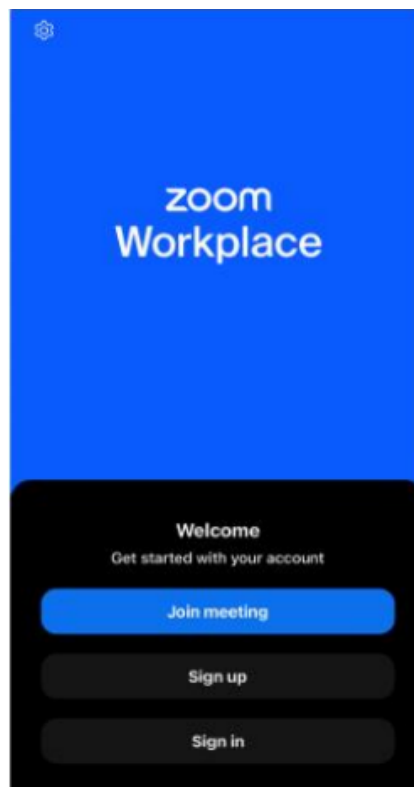 zoom
Workplace
Welcome
Get started with your account
Join meeting
Sign up
Sign in